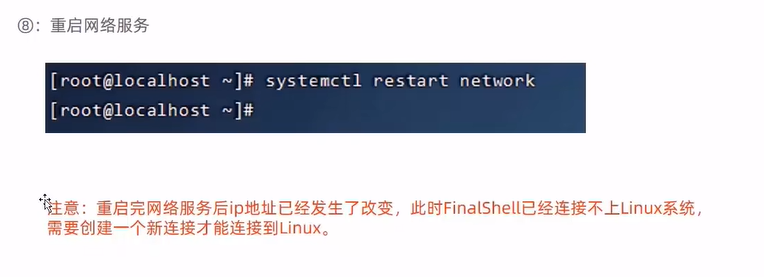 ⑧：重启网络服务
[root@localhost ~]# systemctl restart network
[root@localhost ~]#
注意：重启完网络服务后ip地址已经发生了改变，此时FinalShell已经连接不上Linux系统，
需要创建一个新连接才能连接到Linux。